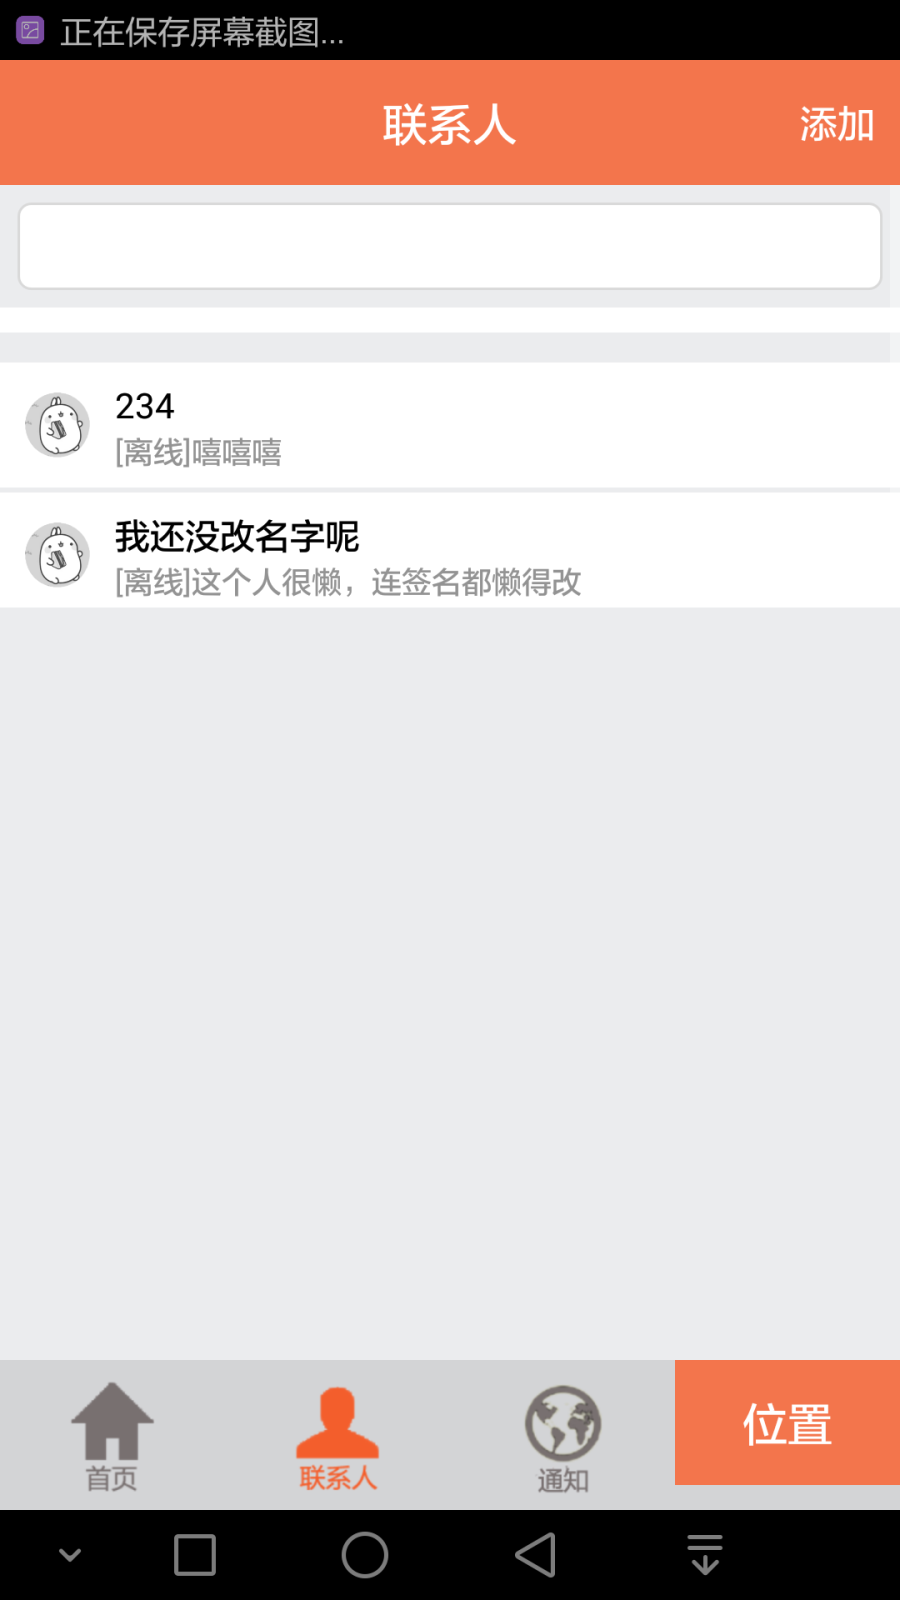 正在保存屏幕截图...
联系人
添加
234
[离线]嘻嘻嘻
我还没改名字呢
[离线]这个人很懒，连签名都懒得改
首页
联系人
通知
位置